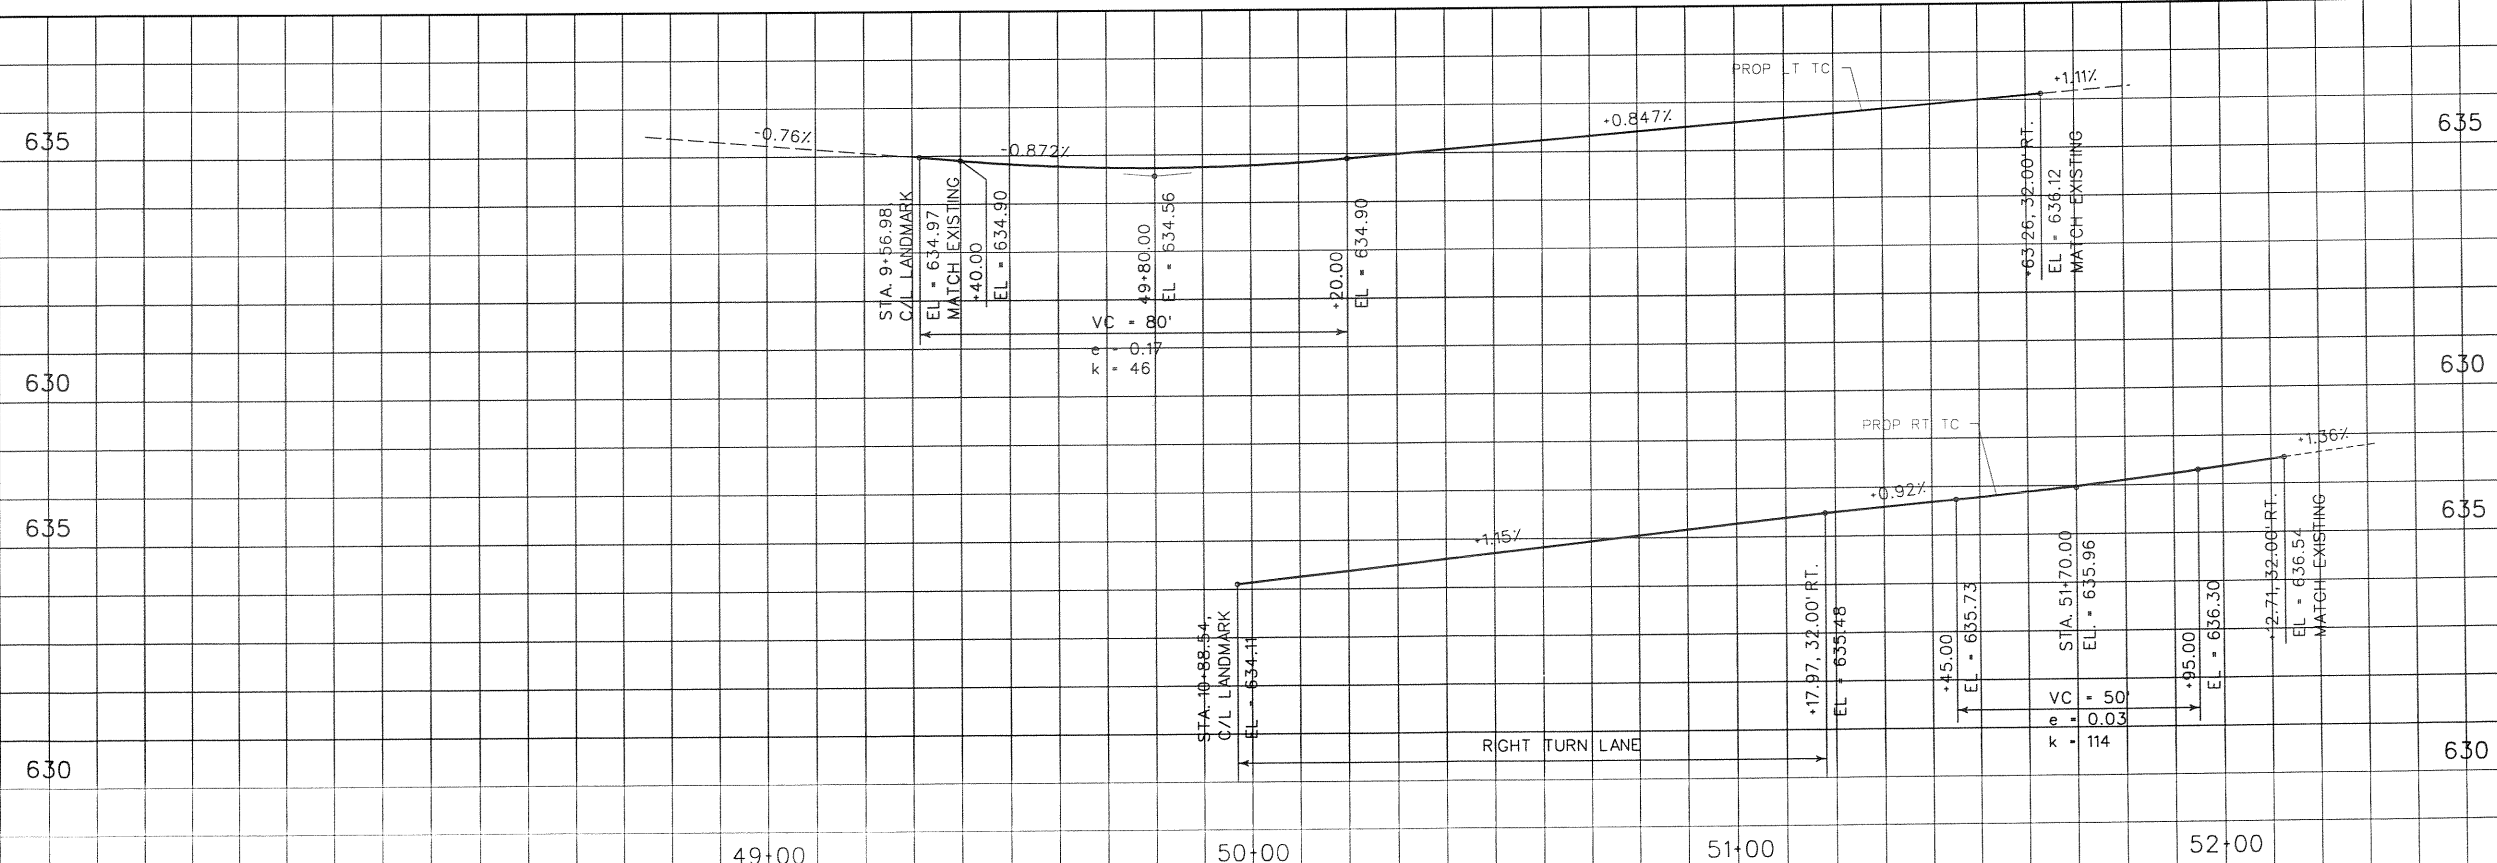 PROP LT TC
+1.11%
635
-0.76%
-0.872%
+0.847%
635
STA. 9+56.98,
C/L LANDMARK
EL = 634.97
MATCH EXISTING
+40.00
EL = 634.90
49+80.00
EL = 634.56
+20.00
EL = 634.90
+63.26, 32.00' RT.
EL = 636.12
MATCH EXISTING
VC = 80'
e = 0.17
k = 46
630
630
PROP RT TC
+1.36%
635
+1.15%
+0.92%
635
STA. 10+88.54,
C/L LANDMARK
EL = 634.11
+17.97, 32.00' RT.
EL = 635.48
+45.00
EL = 635.73
STA. 51+70.00
EL. = 635.96
+95.00
EL = 636.30
+12.71, 32.00' RT.
EL = 636.54
MATCH EXISTING
VC = 50'
e = 0.03
k = 114
RIGHT TURN LANE
630
630
49+00
50+00
51+00
52+00